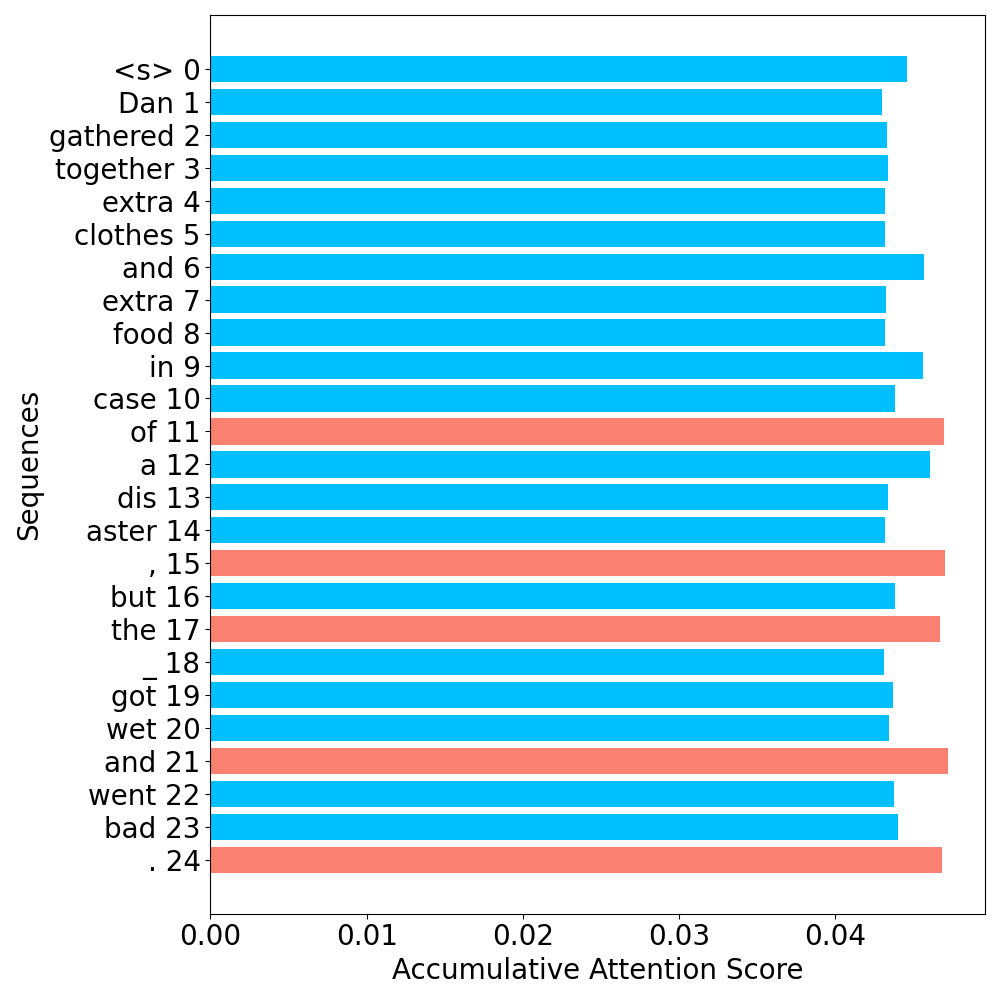 <s> 0
Dan 1
gathered 2
together 3
extra 4
clothes 5
and 6
extra 7
food 8
in 9
case 10
of 11
a 12
dis 13
aster 14
, 15
but 16
the 17
_ 18
got 19
wet 20
and 21
went 22
bad 23
. 24
Sequences
0.00 0.01 0.02 0.03 0.04
Accumulative Attention Score